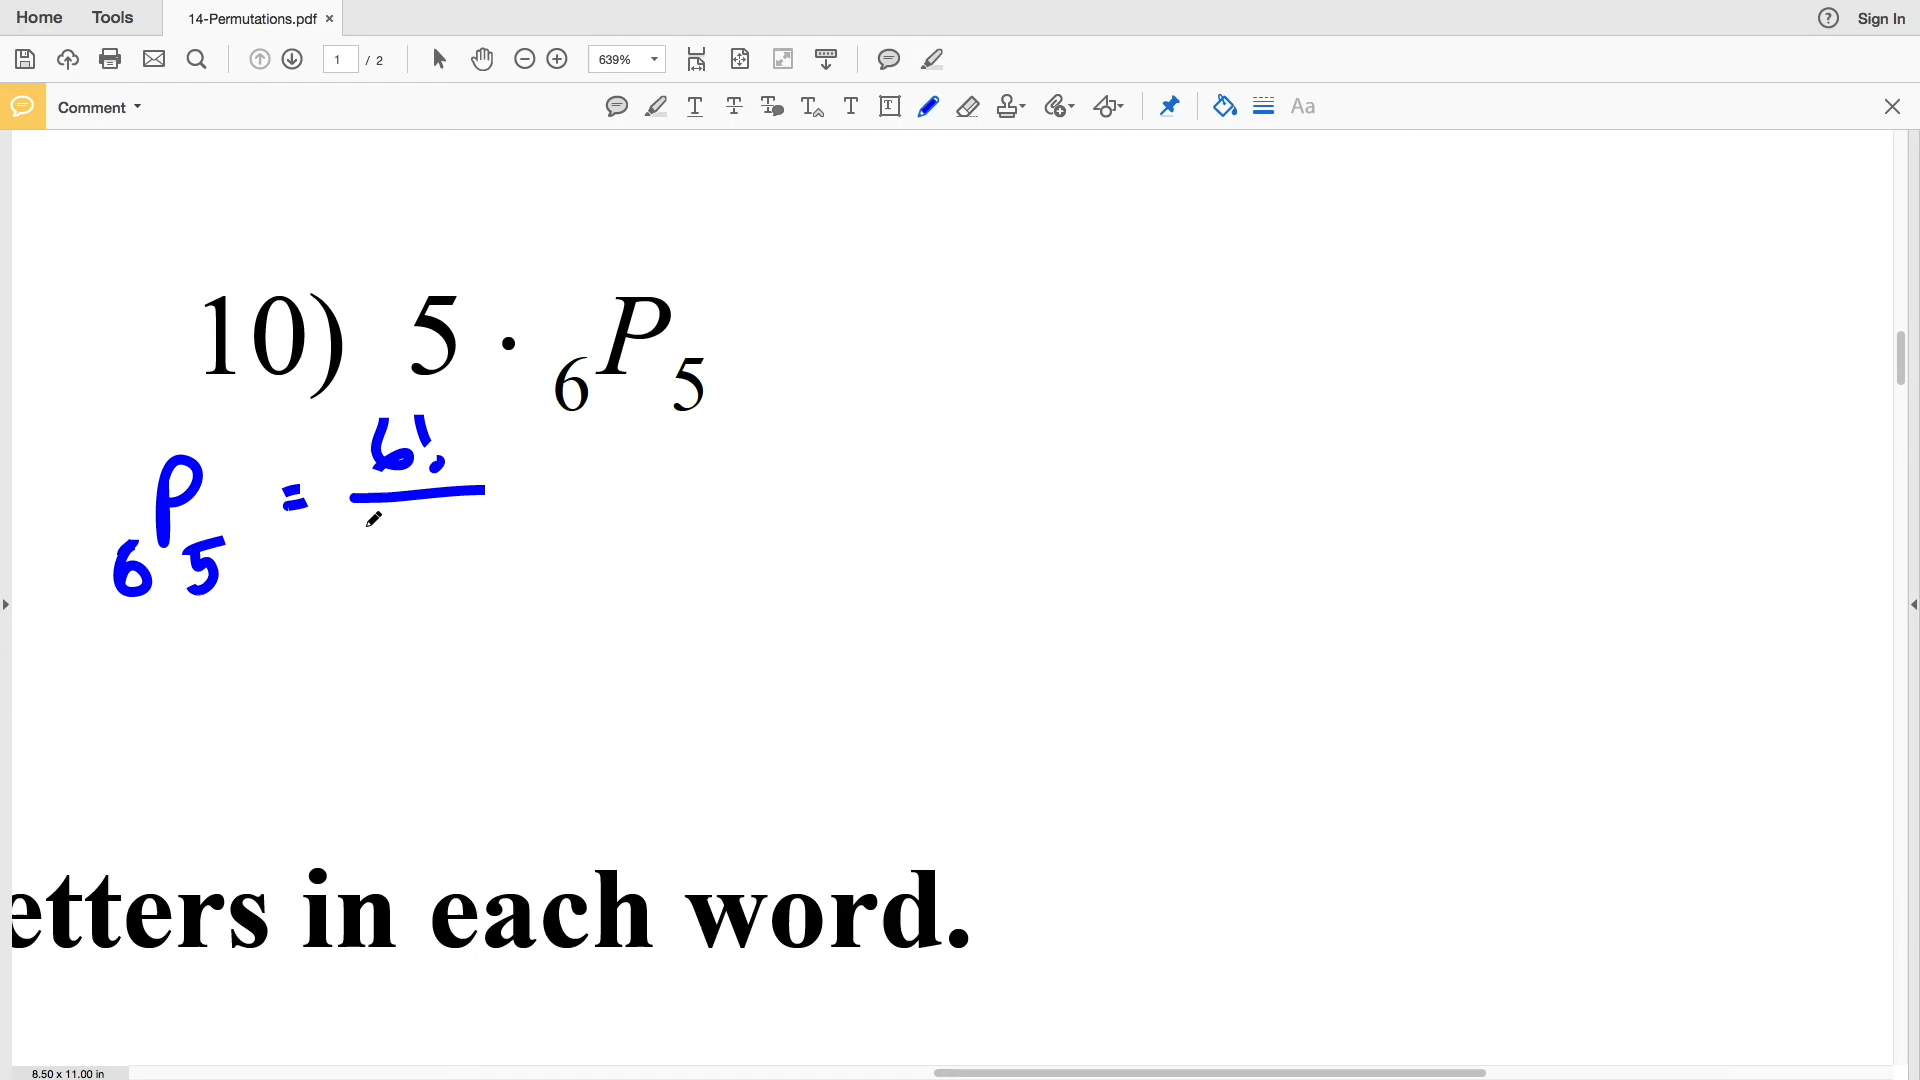 Home Tools 14-Permutations.pdf × ? Sign In
1 / 2 639%
Comment T T T T T T Aa
10) 5 · ₆P₅
₆P₅ = 6!
etters in each word.
8.50 x 11.00 in